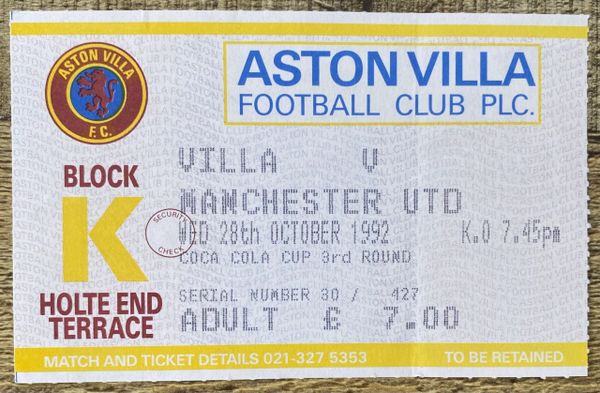 ASTON VILLA
F.C.
ASTON VILLA
FOOTBALL CLUB PLC.
BLOCK
K
HOLTE END
TERRACE
VILLA V
MANCHESTER UTD
WED 28th OCTOBER 1992 K.O 7.45pm
COCA COLA CUP 3rd ROUND
SECURITY
CHECK
SERIAL NUMBER 30 / 427
ADULT £ 7.00
MATCH AND TICKET DETAILS 021-327 5353 TO BE RETAINED